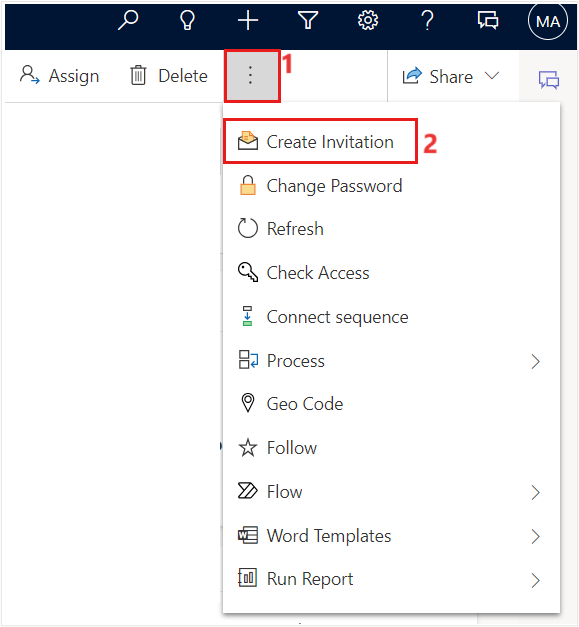 MA
Assign Delete 1 Share
Create Invitation 2
Change Password
Refresh
Check Access
Connect sequence
Process
Geo Code
Follow
Flow
Word Templates
Run Report